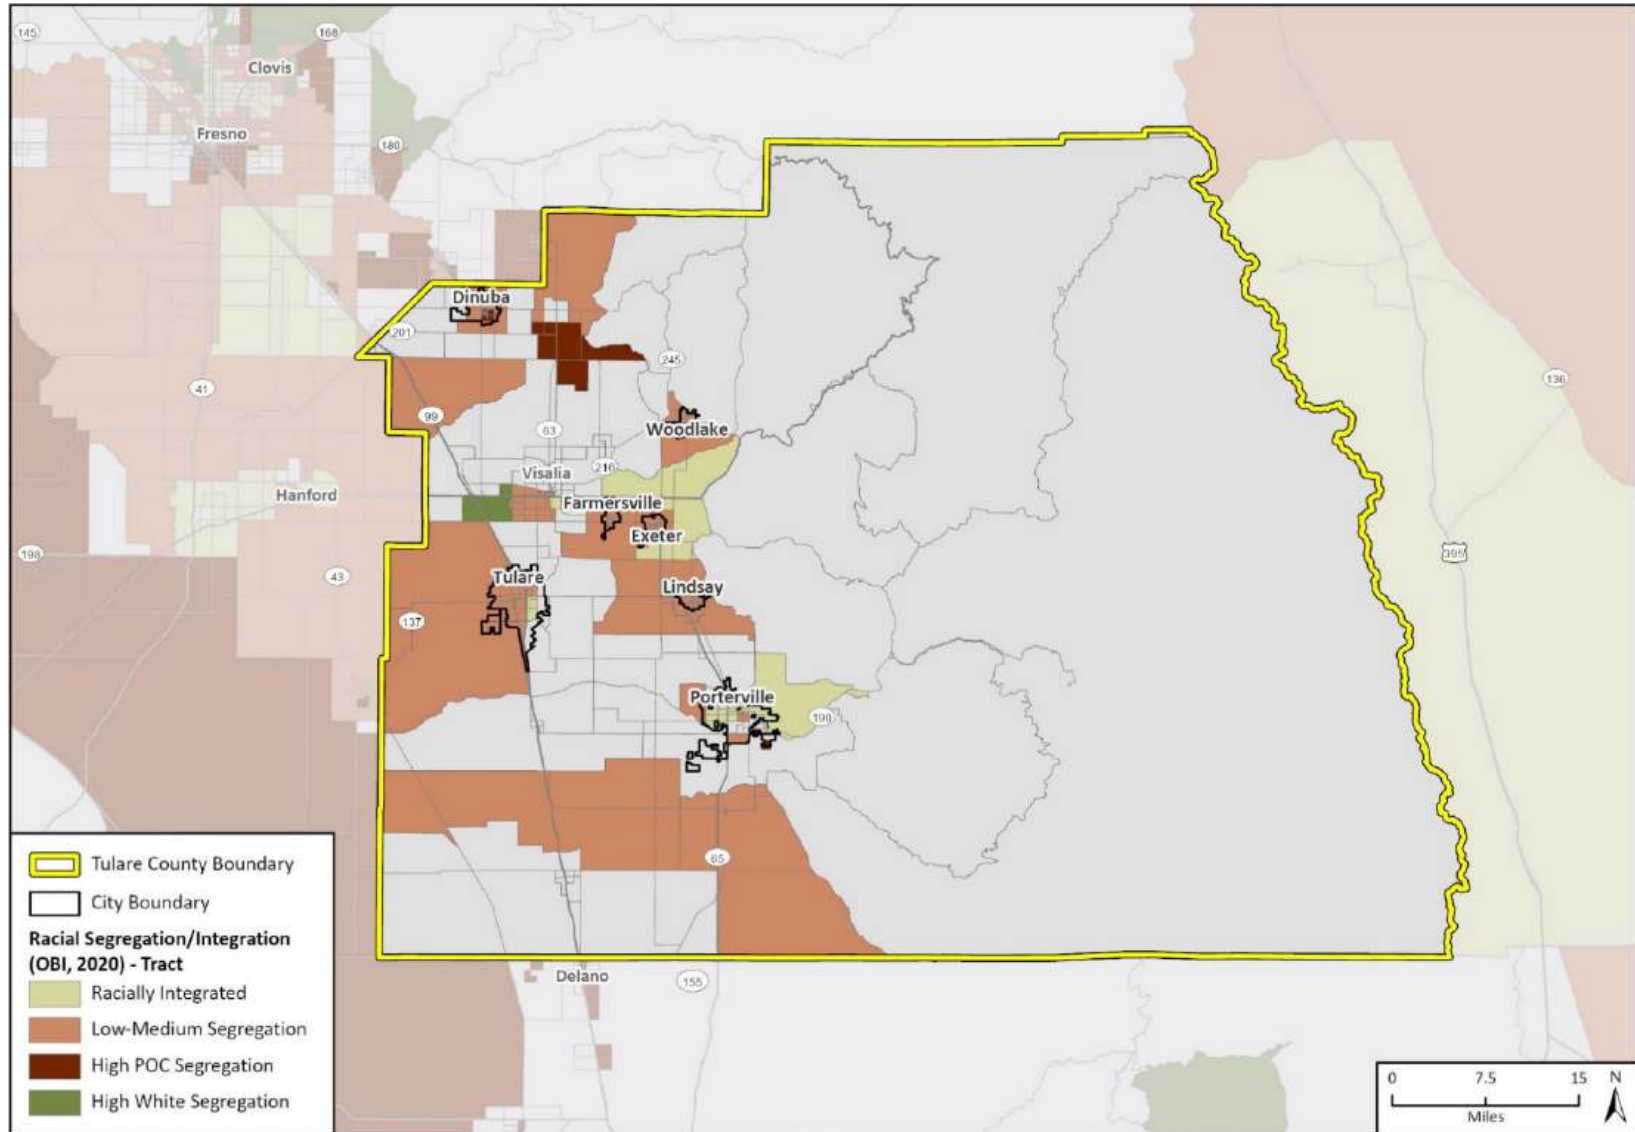 145
168
Clovis
Fresno
180
Dinuba
201
245
41
99
136
63
Woodlake
Visalia
216
Hanford
Farmersville
Exeter
198
395
43
Tulare
Lindsay
137
Porterville
190
65
Tulare County Boundary
City Boundary
Racial Segregation/Integration
(OBI, 2020) - Tract
Racially Integrated
Low-Medium Segregation
High POC Segregation
High White Segregation
Delano
155
0 7.5 15
Miles
N